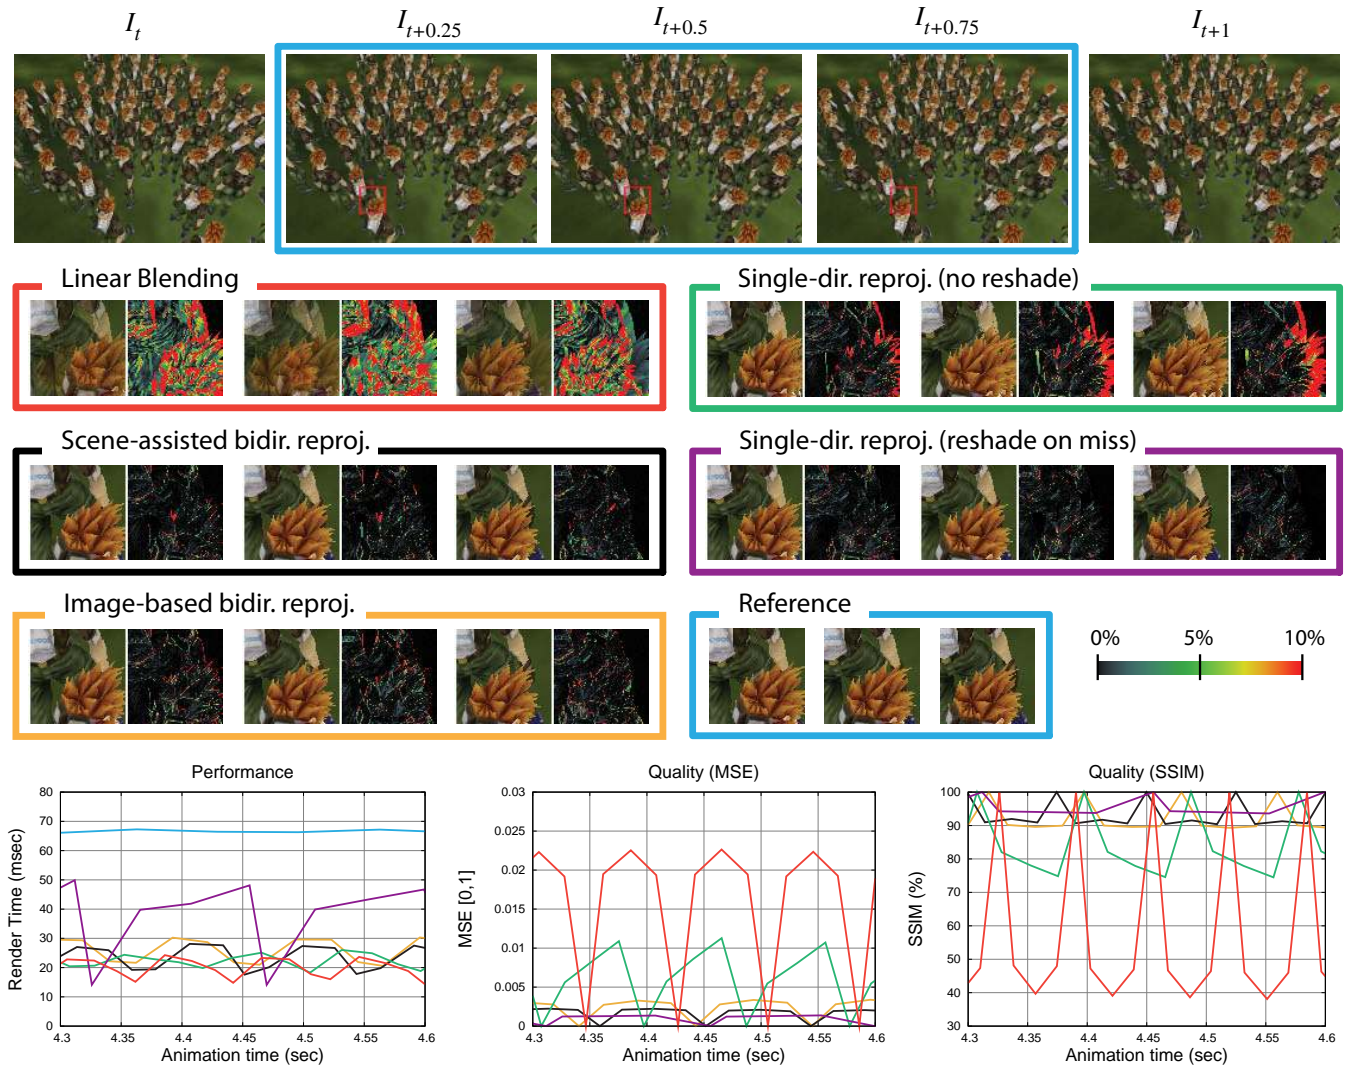 I_t I_{t+0.25} I_{t+0.5} I_{t+0.75} I_{t+1}
Linear Blending
Single-dir. reproj. (no reshade)
Scene-assisted bidir. reproj.
Single-dir. reproj. (reshade on miss)
Image-based bidir. reproj.
Reference
0% 5% 10%
Performance
Render Time (msec)
80
70
60
50
40
30
20
10
0
4.3 4.35 4.4 4.45 4.5 4.55 4.6
Animation time (sec)
Quality (MSE)
MSE [0,1]
0.03
0.025
0.02
0.015
0.01
0.005
0
4.3 4.35 4.4 4.45 4.5 4.55 4.6
Animation time (sec)
Quality (SSIM)
SSIM (%)
100
90
80
70
60
50
40
30
4.3 4.35 4.4 4.45 4.5 4.55 4.6
Animation time (sec)